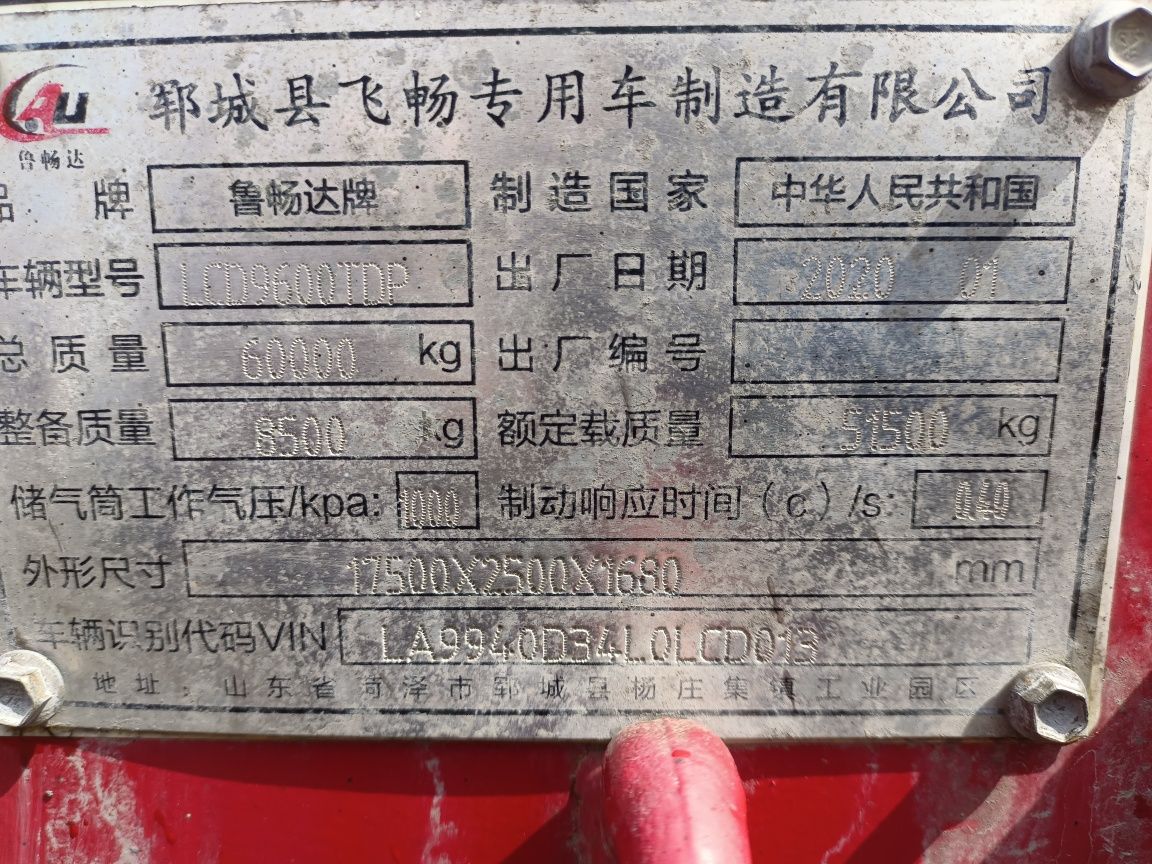 Au 郓城县飞畅专用车制造有限公司
鲁畅达
品牌 鲁畅达牌 制造国家 中华人民共和国
车辆型号 LCD9600TDP 出厂日期 2020 01
总质量 60000 kg 出厂编号
整备质量 8500 kg 额定载质量 51500 kg
储气筒工作气压/kpa: 1000 制动响应时间(c)/s: 0.40
外形尺寸 17500X2500X1680 mm
车辆识别代码VIN LA9940D34L0LCD013
地址:山东省菏泽市郓城县杨庄集镇工业园区